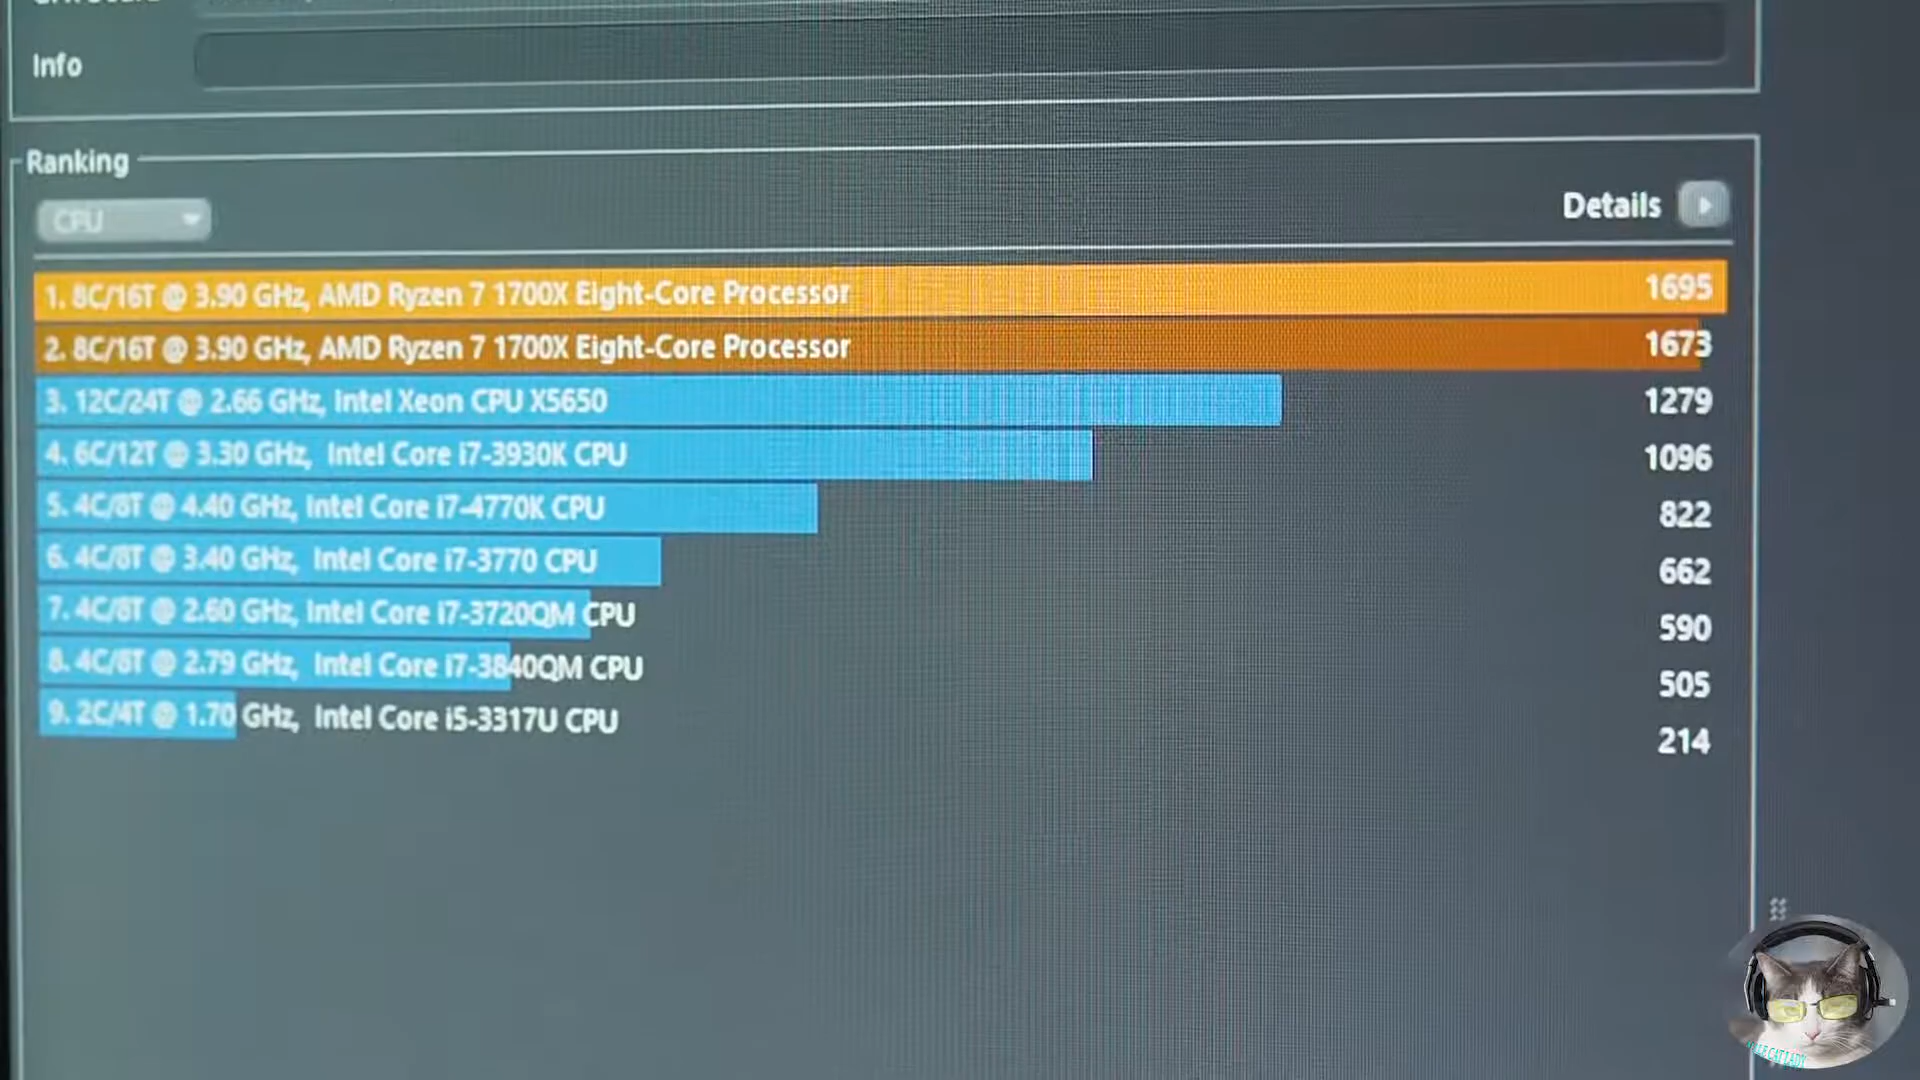 Info
Ranking
CPU
Details
1. 8C/16T @ 3.90 GHz, AMD Ryzen 7 1700X Eight-Core Processor 1695
2. 8C/16T @ 3.90 GHz, AMD Ryzen 7 1700X Eight-Core Processor 1673
3. 12C/24T @ 2.66 GHz, Intel Xeon CPU X5650 1279
4. 6C/12T @ 3.30 GHz, Intel Core i7-3930K CPU 1096
5. 4C/8T @ 4.40 GHz, Intel Core i7-4770K CPU 822
6. 4C/8T @ 3.40 GHz, Intel Core i7-3770 CPU 662
7. 4C/8T @ 2.60 GHz, Intel Core i7-3720QM CPU 590
8. 4C/8T @ 2.79 GHz, Intel Core i7-3840QM CPU 505
9. 2C/4T @ 1.70 GHz, Intel Core i5-3317U CPU 214